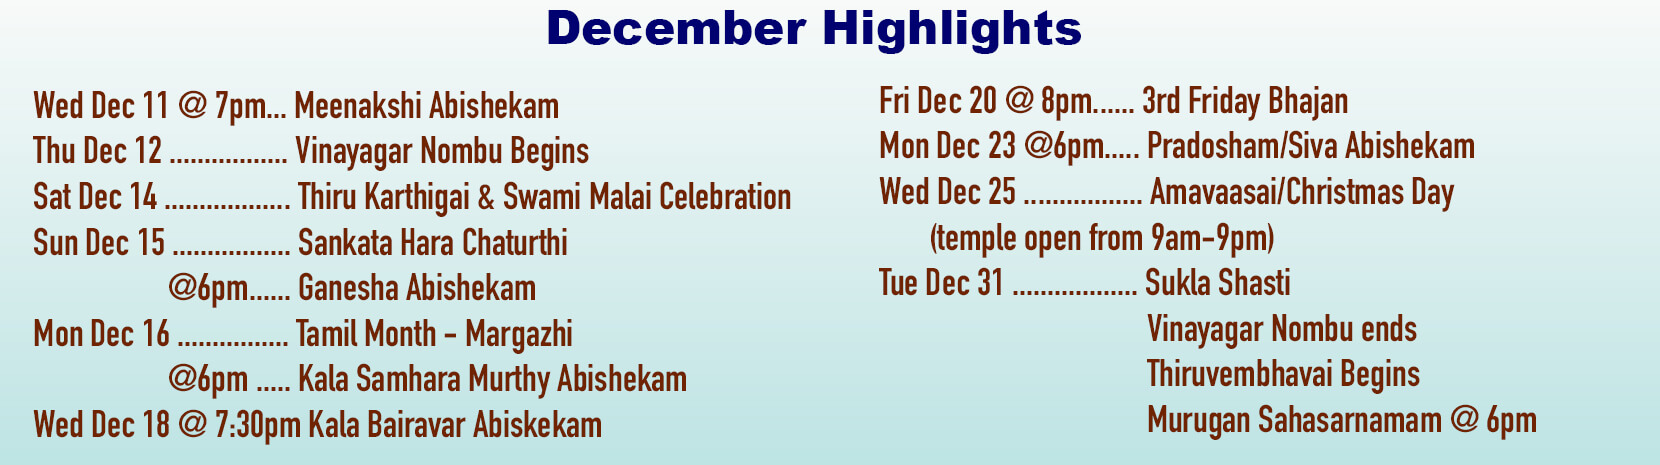 December Highlights
Wed Dec 11 @ 7pm... Meenakshi Abishekam
Thu Dec 12 ................. Vinayagar Nombu Begins
Sat Dec 14 .................. Thiru Karthigai & Swami Malai Celebration
Sun Dec 15 ................. Sankata Hara Chaturthi
@6pm...... Ganesha Abishekam
Mon Dec 16 ................ Tamil Month - Margazhi
@6pm ..... Kala Samhara Murthy Abishekam
Wed Dec 18 @ 7:30pm Kala Bairavar Abiskekam
Fri Dec 20 @ 8pm...... 3rd Friday Bhajan
Mon Dec 23 @6pm..... Pradosham/Siva Abishekam
Wed Dec 25 ................. Amavaasai/Christmas Day
(temple open from 9am-9pm)
Tue Dec 31 .................. Sukla Shasti
Vinayagar Nombu ends
Thiruvembhavai Begins
Murugan Sahasarnamam @ 6pm